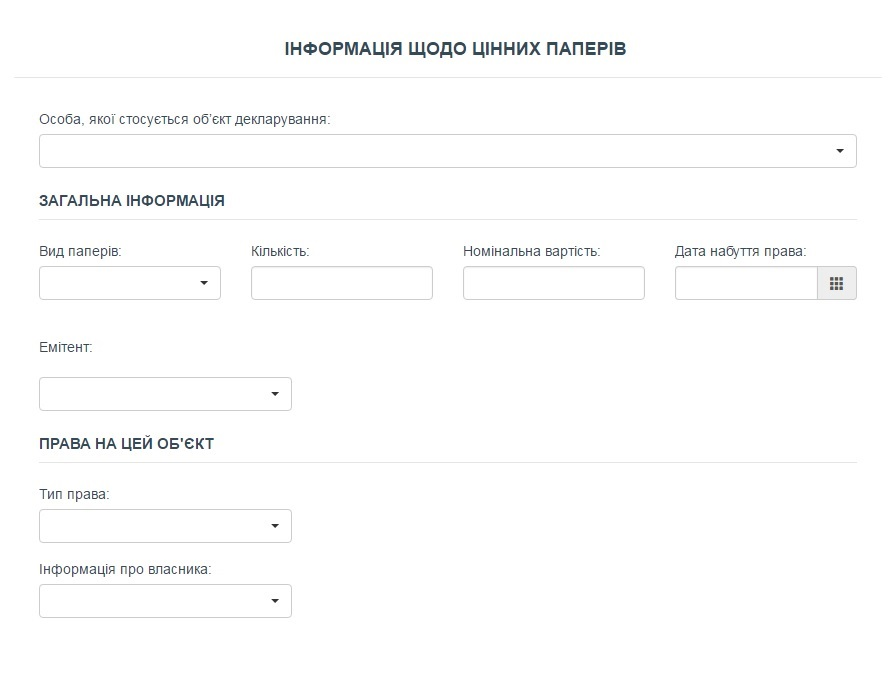 ІНФОРМАЦІЯ ЩОДО ЦІННИХ ПАПЕРІВ
Особа, якої стосується об'єкт декларування:
ЗАГАЛЬНА ІНФОРМАЦІЯ
Вид паперів: Кількість: Номінальна вартість: Дата набуття права:
Емітент:
ПРАВА НА ЦЕЙ ОБ'ЄКТ
Тип права:
Інформація про власника: